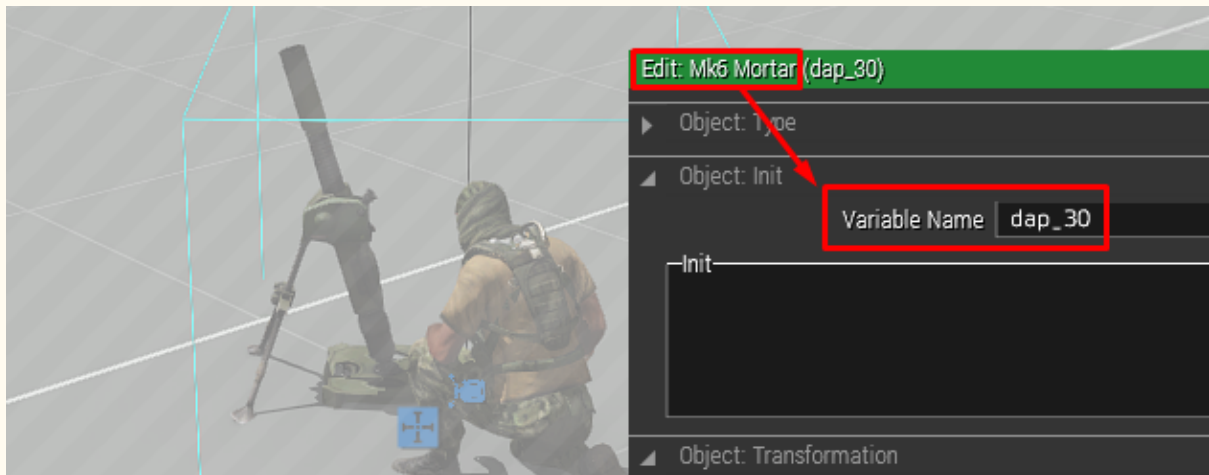 Edit: Mk6 Mortar (dap_30)
Object: Type
Object: Init
Variable Name dap_30
Init
Object: Transformation